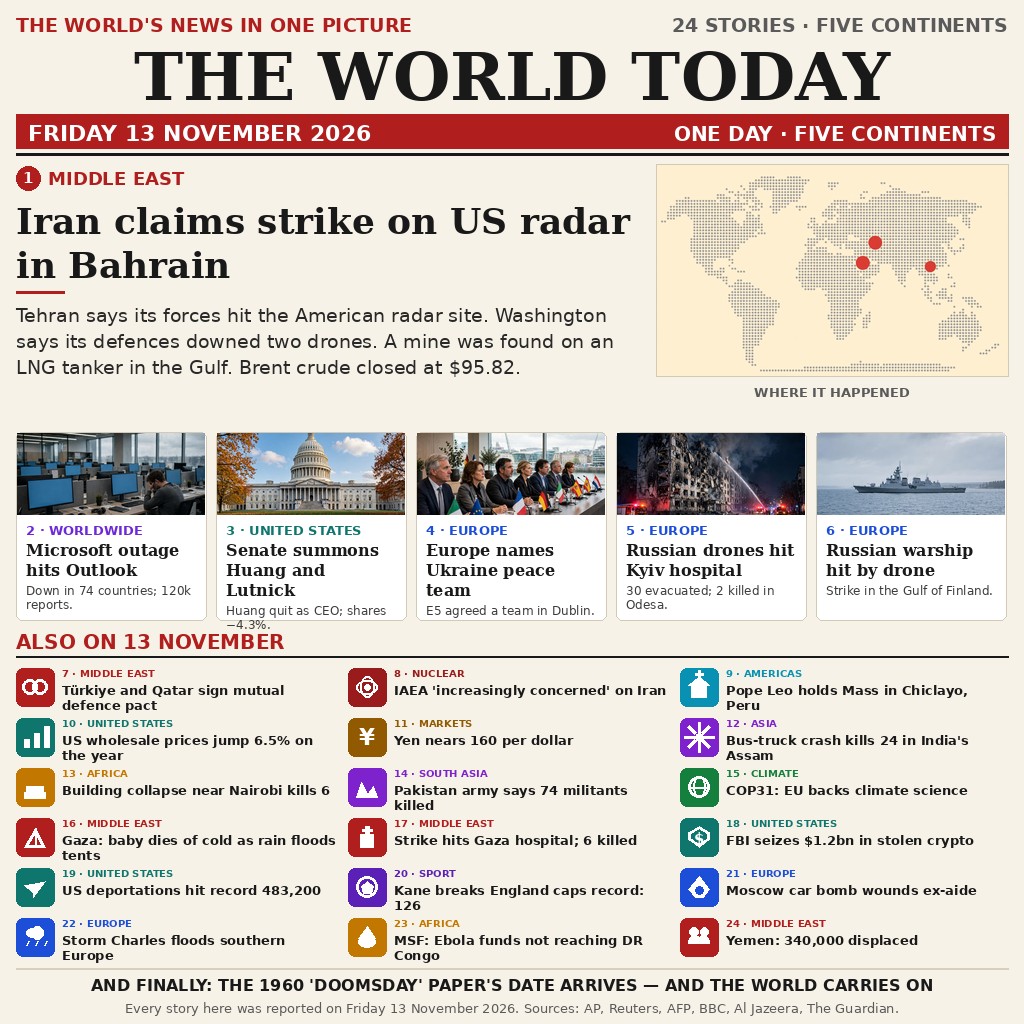 THE WORLD'S NEWS IN ONE PICTURE
24 STORIES · FIVE CONTINENTS
THE WORLD TODAY
FRIDAY 13 NOVEMBER 2026
ONE DAY · FIVE CONTINENTS
1 MIDDLE EAST
Iran claims strike on US radar
in Bahrain
Tehran says its forces hit the American radar site. Washington
says its defences downed two drones. A mine was found on an
LNG tanker in the Gulf. Brent crude closed at $95.82.
WHERE IT HAPPENED
2 · WORLDWIDE
Microsoft outage
hits Outlook
Down in 74 countries; 120k
reports.
3 · UNITED STATES
Senate summons
Huang and
Lutnick
Huang quit as CEO; shares
−4.3%.
4 · EUROPE
Europe names
Ukraine peace
team
E5 agreed a team in Dublin.
5 · EUROPE
Russian drones hit
Kyiv hospital
30 evacuated; 2 killed in
Odesa.
6 · EUROPE
Russian warship
hit by drone
Strike in the Gulf of Finland.
ALSO ON 13 NOVEMBER
7 · MIDDLE EAST
Türkiye and Qatar sign mutual
defence pact
8 · NUCLEAR
IAEA 'increasingly concerned' on Iran
9 · AMERICAS
Pope Leo holds Mass in Chiclayo,
Peru
10 · UNITED STATES
US wholesale prices jump 6.5% on
the year
¥
11 · MARKETS
Yen nears 160 per dollar
12 · ASIA
Bus-truck crash kills 24 in India's
Assam
13 · AFRICA
Building collapse near Nairobi kills 6
14 · SOUTH ASIA
Pakistan army says 74 militants
killed
15 · CLIMATE
COP31: EU backs climate science
16 · MIDDLE EAST
Gaza: baby dies of cold as rain floods
tents
17 · MIDDLE EAST
Strike hits Gaza hospital; 6 killed
$
18 · UNITED STATES
FBI seizes $1.2bn in stolen crypto
19 · UNITED STATES
US deportations hit record 483,200
20 · SPORT
Kane breaks England caps record:
126
21 · EUROPE
Moscow car bomb wounds ex-aide
22 · EUROPE
Storm Charles floods southern
Europe
23 · AFRICA
MSF: Ebola funds not reaching DR
Congo
24 · MIDDLE EAST
Yemen: 340,000 displaced
AND FINALLY: THE 1960 'DOOMSDAY' PAPER'S DATE ARRIVES — AND THE WORLD CARRIES ON
Every story here was reported on Friday 13 November 2026. Sources: AP, Reuters, AFP, BBC, Al Jazeera, The Guardian.